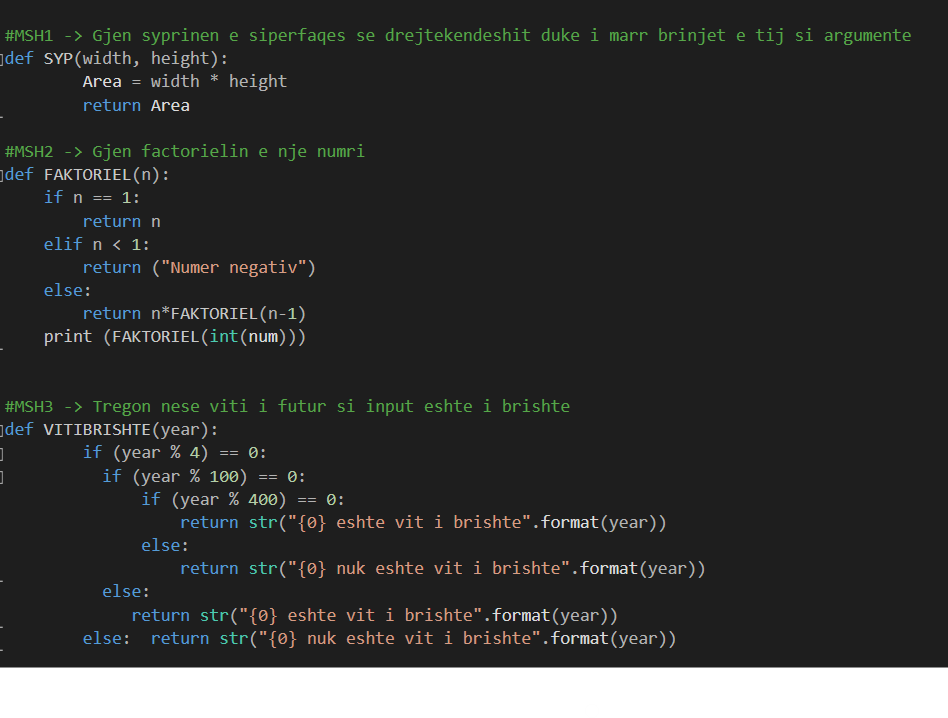 #MSH1 -> Gjen syprinen e siperfaqes se drejtekendeshit duke i marr brinjet e tij si argumente
def SYP(width, height):
        Area = width * height
        return Area
#MSH2 -> Gjen factorielin e nje numri
def FAKTORIEL(n):
    if n == 1:
        return n
    elif n < 1:
        return ("Numer negativ")
    else:
        return n*FAKTORIEL(n-1)
    print (FAKTORIEL(int(num)))
#MSH3 -> Tregon nese viti i futur si input eshte i brishte
def VITIBRISHTE(year):
        if (year % 4) == 0:
          if (year % 100) == 0:
              if (year % 400) == 0:
                  return str("{0} eshte vit i brishte".format(year))
              else:
                  return str("{0} nuk eshte vit i brishte".format(year))
          else:
             return str("{0} eshte vit i brishte".format(year))
        else:  return str("{0} nuk eshte vit i brishte".format(year))